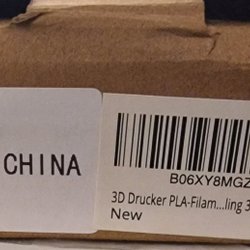 CHINA
B06XY8MGZ
3D Drucker PLA-Filam...ling 3
New